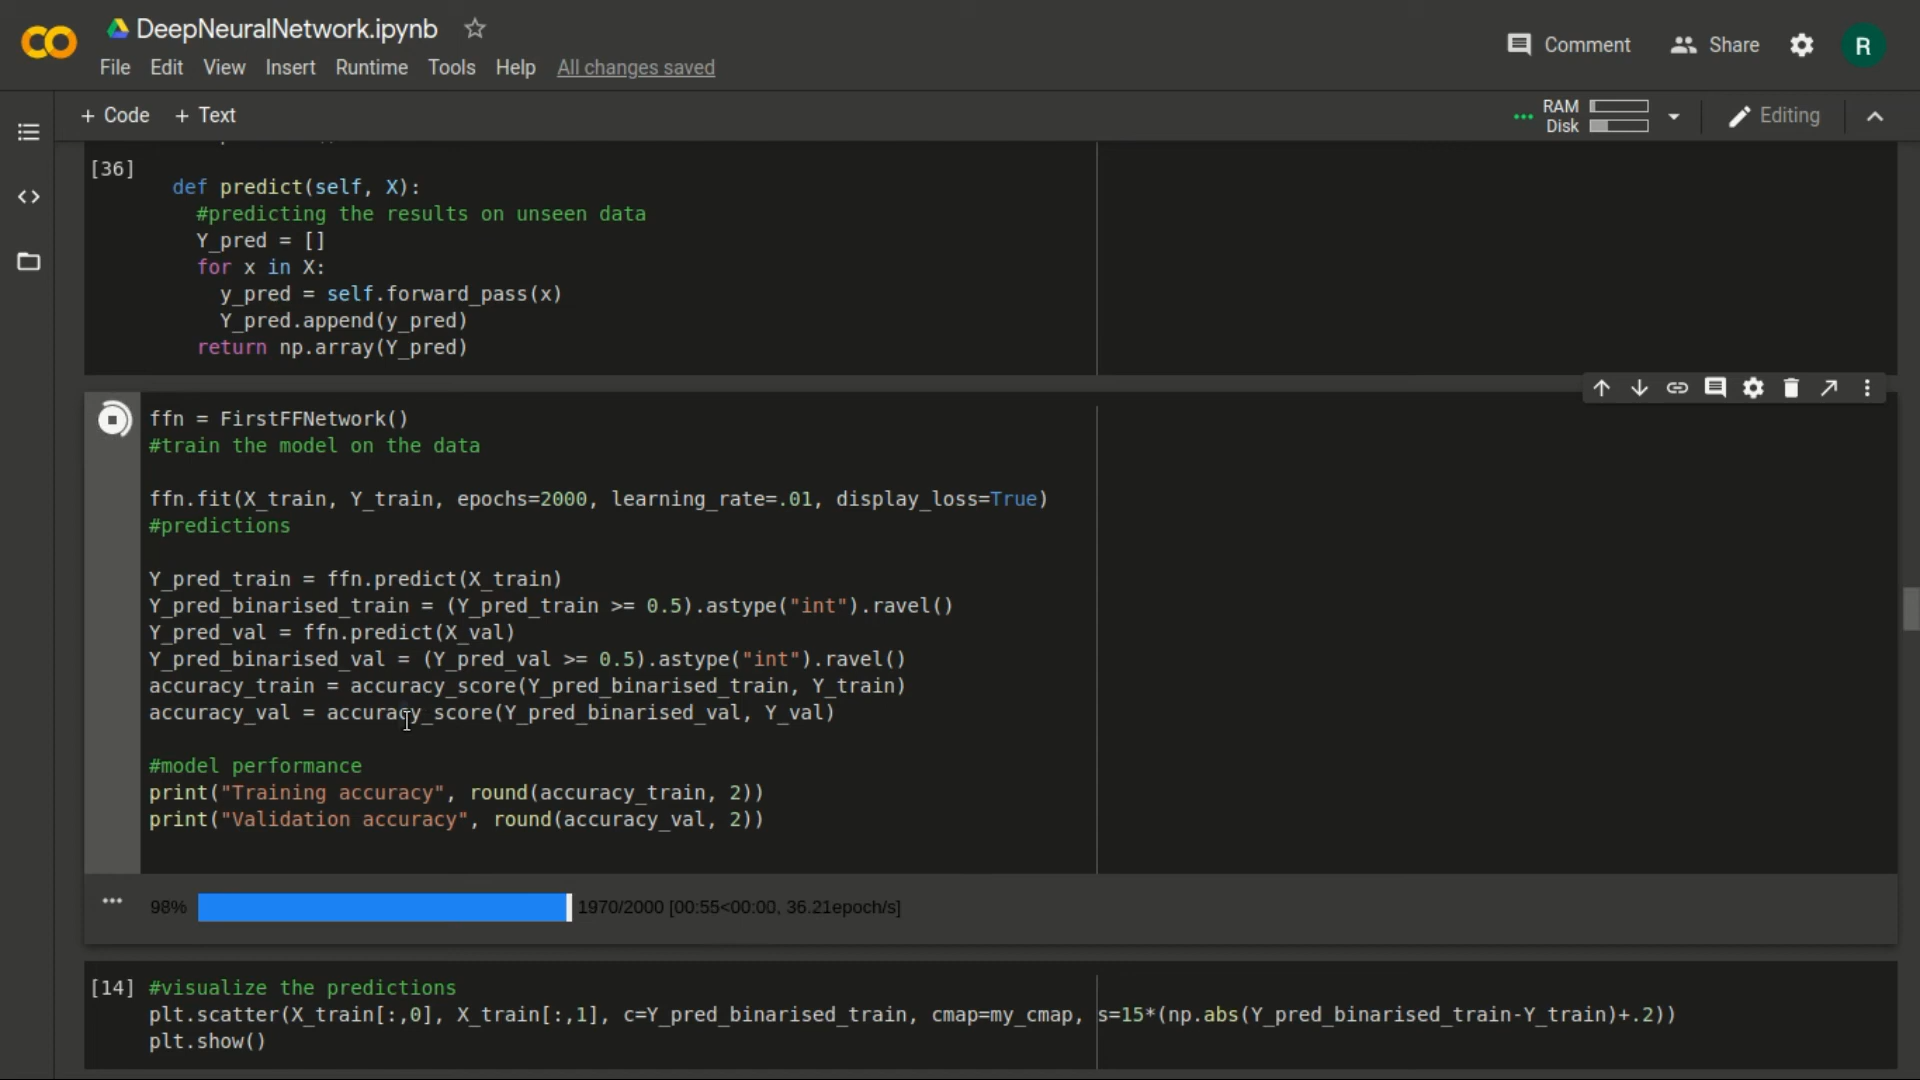 DeepNeuralNetwork.ipynb
Comment
Share
R
File Edit View Insert Runtime Tools Help All changes saved
+ Code + Text
RAM
Disk
Editing
[36]
def predict(self, X):
#predicting the results on unseen data
Y_pred = []
for x in X:
y_pred = self.forward_pass(x)
Y_pred.append(y_pred)
return np.array(Y_pred)
ffn = FirstFFNetwork()
#train the model on the data
ffn.fit(X_train, Y_train, epochs=2000, learning_rate=.01, display_loss=True)
#predictions
Y_pred_train = ffn.predict(X_train)
Y_pred_binarised_train = (Y_pred_train >= 0.5).astype("int").ravel()
Y_pred_val = ffn.predict(X_val)
Y_pred_binarised_val = (Y_pred_val >= 0.5).astype("int").ravel()
accuracy_train = accuracy_score(Y_pred_binarised_train, Y_train)
accuracy_val = accuracy_score(Y_pred_binarised_val, Y_val)
#model performance
print("Training accuracy", round(accuracy_train, 2))
print("Validation accuracy", round(accuracy_val, 2))
98% 1970/2000 [00:55<00:00, 36.21epoch/s]
[14] #visualize the predictions
plt.scatter(X_train[:,0], X_train[:,1], c=Y_pred_binarised_train, cmap=my_cmap, s=15*(np.abs(Y_pred_binarised_train-Y_train)+.2))
plt.show()